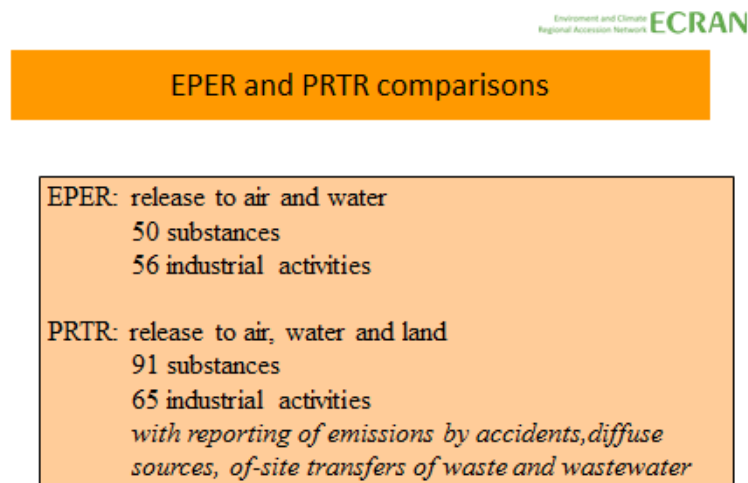 Enviroment and Climate
Regional Accession Network ECRAN
EPER and PRTR comparisons
EPER: release to air and water
50 substances
56 industrial activities
PRTR: release to air, water and land
91 substances
65 industrial activities
with reporting of emissions by accidents,diffuse
sources, of-site transfers of waste and wastewater